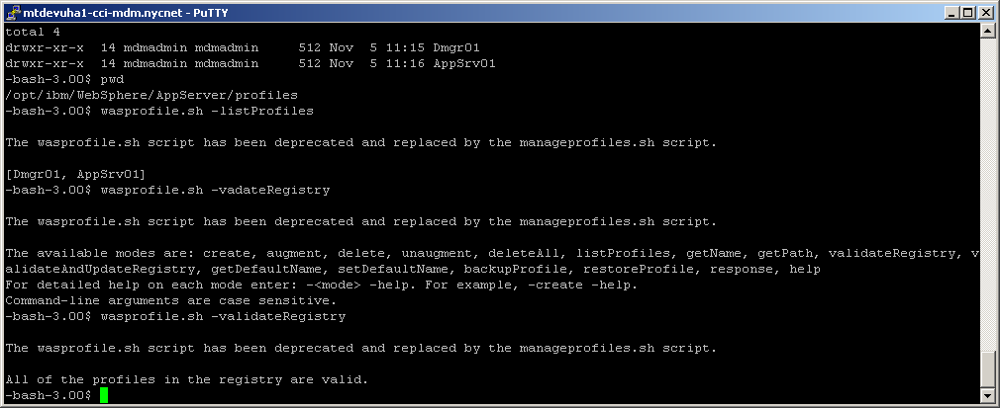 mtdevuha1-cci-mdm.nycnet - PuTTY
total 4
drwxr-xr-x  14 mdmadmin mdmadmin     512 Nov  5 11:15 Dmgr01
drwxr-xr-x  14 mdmadmin mdmadmin     512 Nov  5 11:16 AppSrv01
-bash-3.00$ pwd
/opt/ibm/WebSphere/AppServer/profiles
-bash-3.00$ wasprofile.sh -listProfiles
The wasprofile.sh script has been deprecated and replaced by the manageprofiles.sh script.
[Dmgr01, AppSrv01]
-bash-3.00$ wasprofile.sh -vadateRegistry
The wasprofile.sh script has been deprecated and replaced by the manageprofiles.sh script.
The available modes are: create, augment, delete, unaugment, deleteAll, listProfiles, getName, getPath, validateRegistry, v
alidateAndUpdateRegistry, getDefaultName, setDefaultName, backupProfile, restoreProfile, response, help
For detailed help on each mode enter: -<mode> -help. For example, -create -help.
Command-line arguments are case sensitive.
-bash-3.00$ wasprofile.sh -validateRegistry
The wasprofile.sh script has been deprecated and replaced by the manageprofiles.sh script.
All of the profiles in the registry are valid.
-bash-3.00$